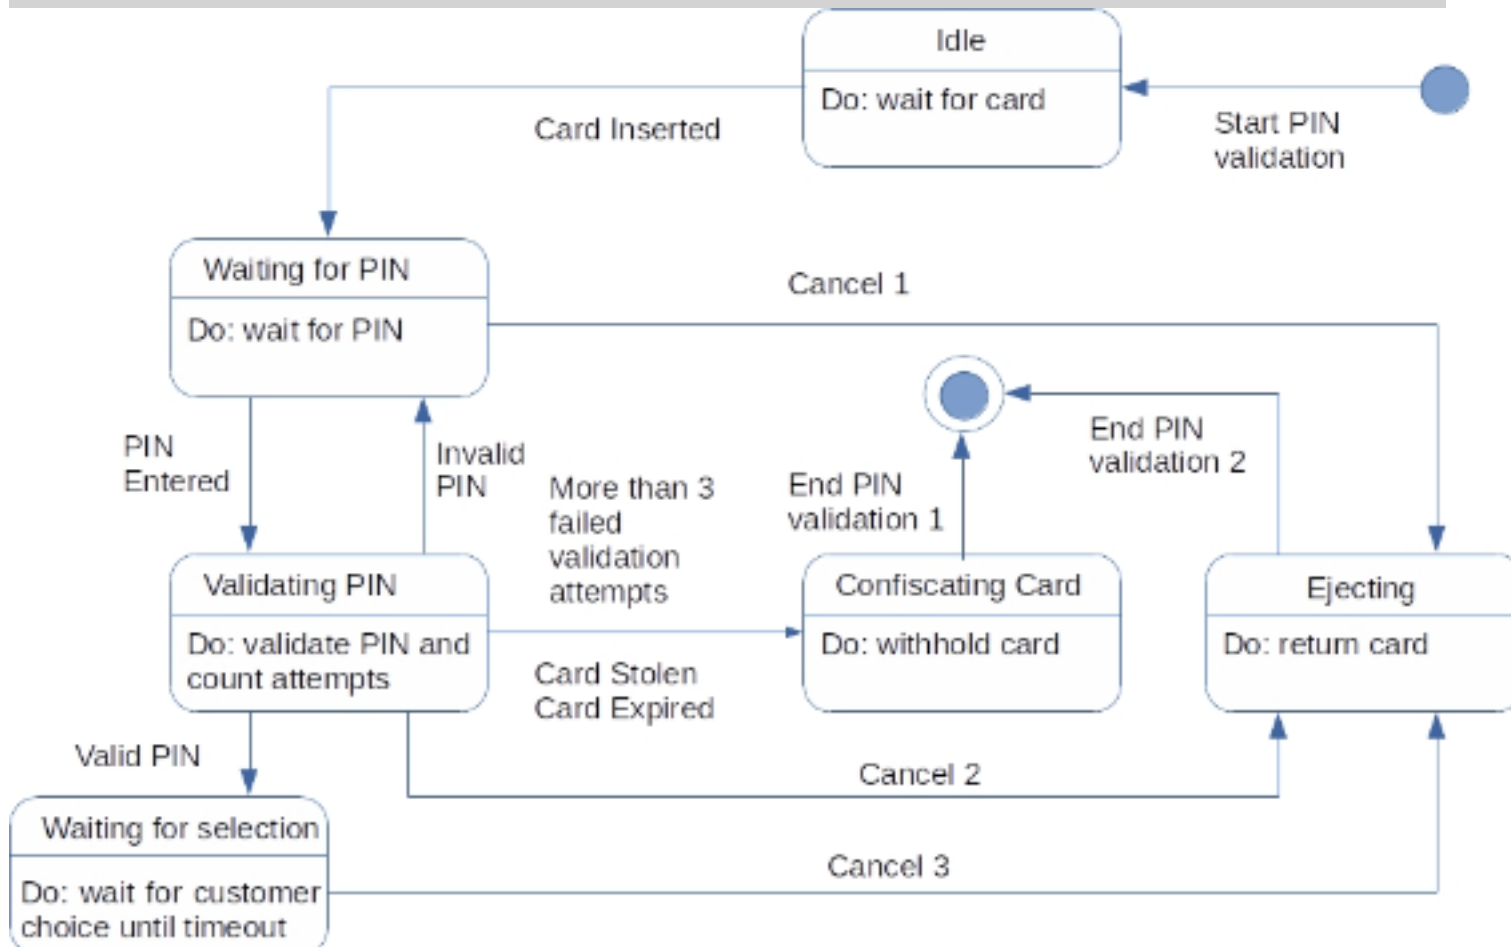 Idle
Do: wait for card
Start PIN
validation
Card Inserted
Waiting for PIN
Do: wait for PIN
Cancel 1
PIN
Entered
Invalid
PIN
More than 3
failed
validation
attempts
End PIN
validation 1
End PIN
validation 2
Validating PIN
Do: validate PIN and
count attempts
Card Stolen
Card Expired
Confiscating Card
Do: withhold card
Ejecting
Do: return card
Valid PIN
Cancel 2
Waiting for selection
Do: wait for customer
choice until timeout
Cancel 3